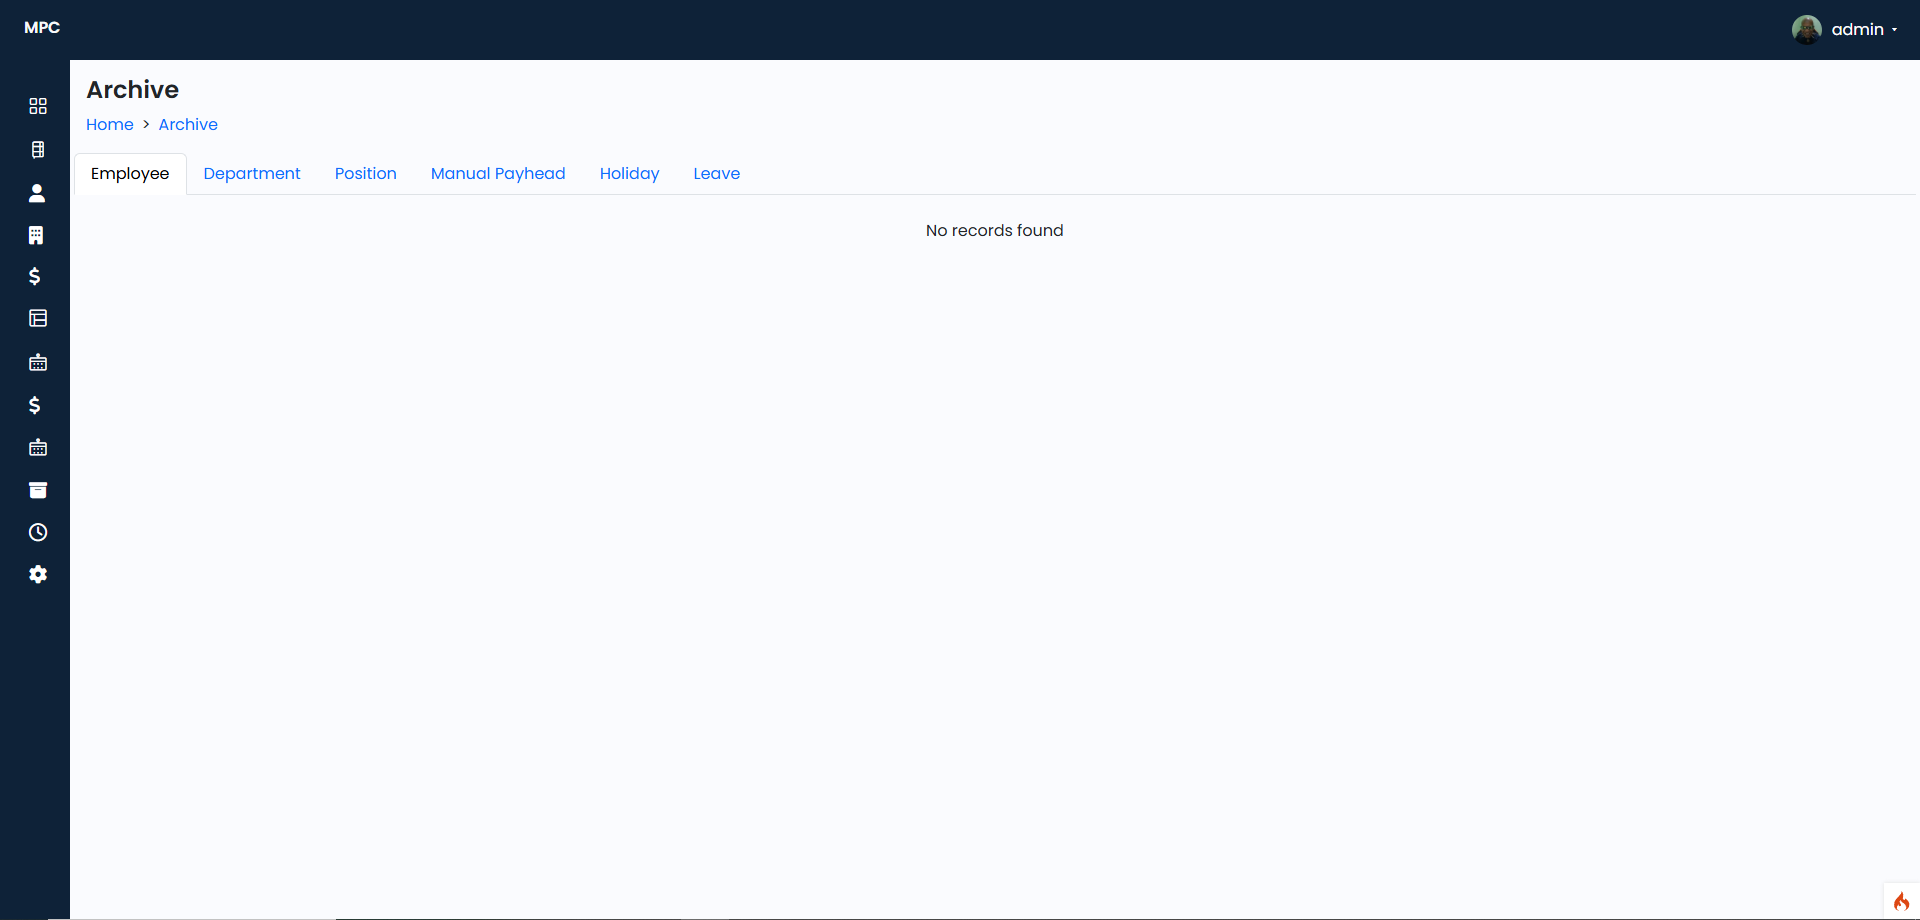 MPC
admin
Archive
Home > Archive
Employee Department Position Manual Payhead Holiday Leave
No records found